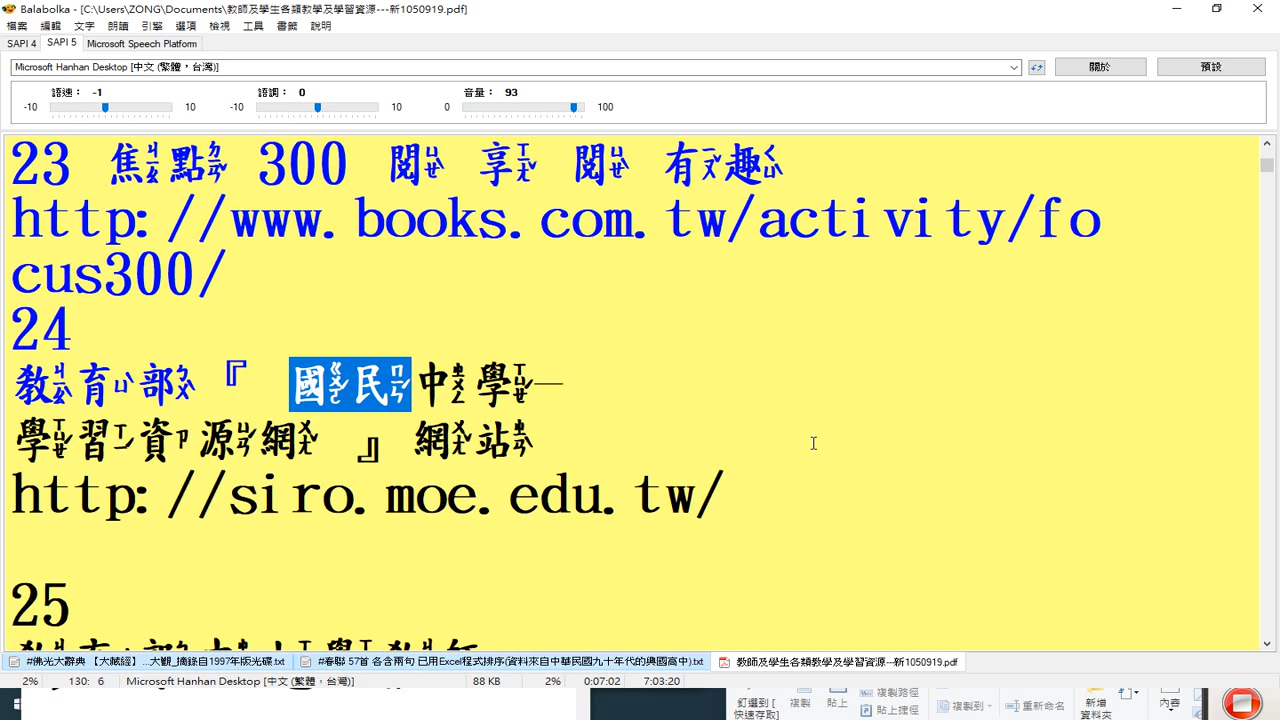 Balabolka - [C:\Users\ZONG\Documents\教師及學生各類教學及學習資源---新1050919.pdf]
檔案 編輯 文字 朗讀 引擎 選項 檢視 工具 書籤 說明
SAPI 4 SAPI 5 Microsoft Speech Platform
Microsoft Hanhan Desktop [中文 (繁體，台灣)] 關於 預設
語速： -1 語調： 0 音量： 93
-10 10 -10 10 0 100
23 焦點 300 閱 享 閱 有趣
http://www.books.com.tw/activity/fo
cus300/
24
教育部『 國民中學—
學習資源網 』網站
http://siro.moe.edu.tw/
25
#佛光大辭典 【大藏經】...大觀_摘錄自1997年版光碟.txt #春聯 57首 各含兩句 已用Excel程式排序(資料來自中華民國九十年代的興國高中).txt 教師及學生各類教學及學習資源---新1050919.pdf
2% 130: 6 Microsoft Hanhan Desktop [中文 (繁體，台灣)] 88 KB 2% 0:07:02 7:03:20
釘選到 [ 快速存取] 複製 貼上 複製路徑 貼上捷徑 複製到 重新命名 新增 資料夾 內容